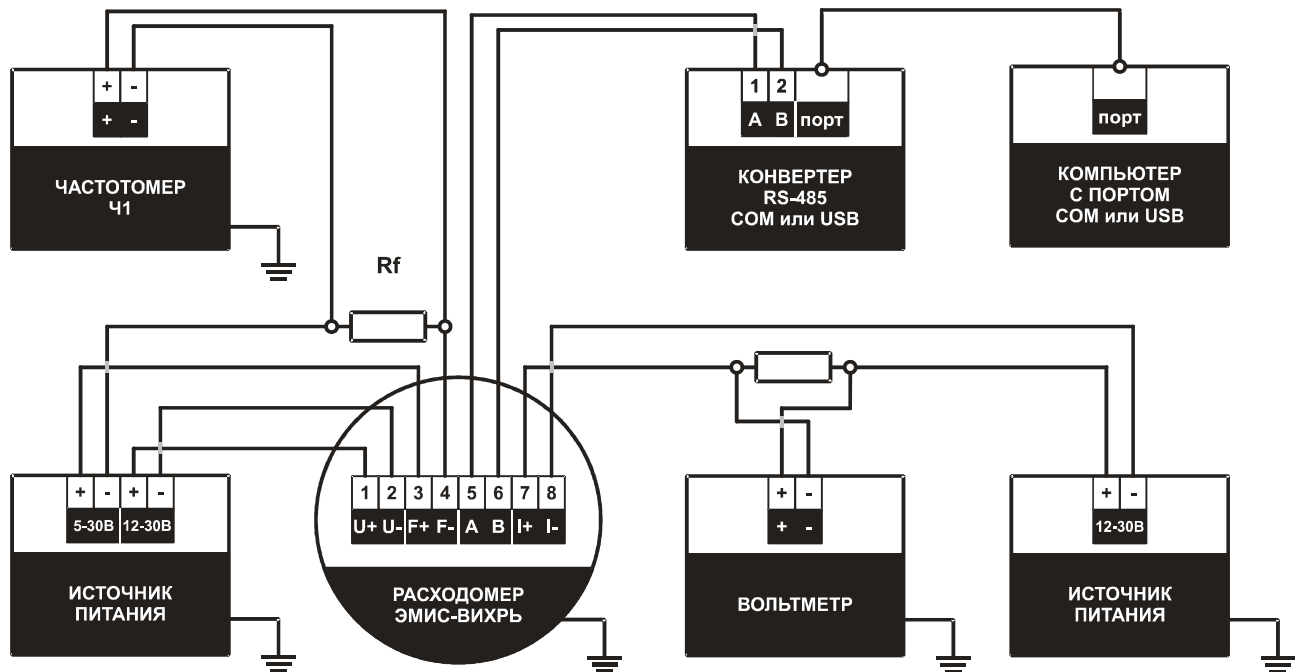 + -
+ -
ЧАСТОТОМЕР
Ч1
1 2
A B порт
КОНВЕРТЕР
RS-485
COM или USB
порт
КОМПЬЮТЕР
С ПОРТОМ
COM или USB
Rf
+ - + -
5-30В 12-30В
ИСТОЧНИК
ПИТАНИЯ
1 2 3 4 5 6 7 8
U+ U- F+ F- A B I+ I-
РАСХОДОМЕР
ЭМИС-ВИХРЬ
+ -
+ -
ВОЛЬТМЕТР
+ -
12-30В
ИСТОЧНИК
ПИТАНИЯ